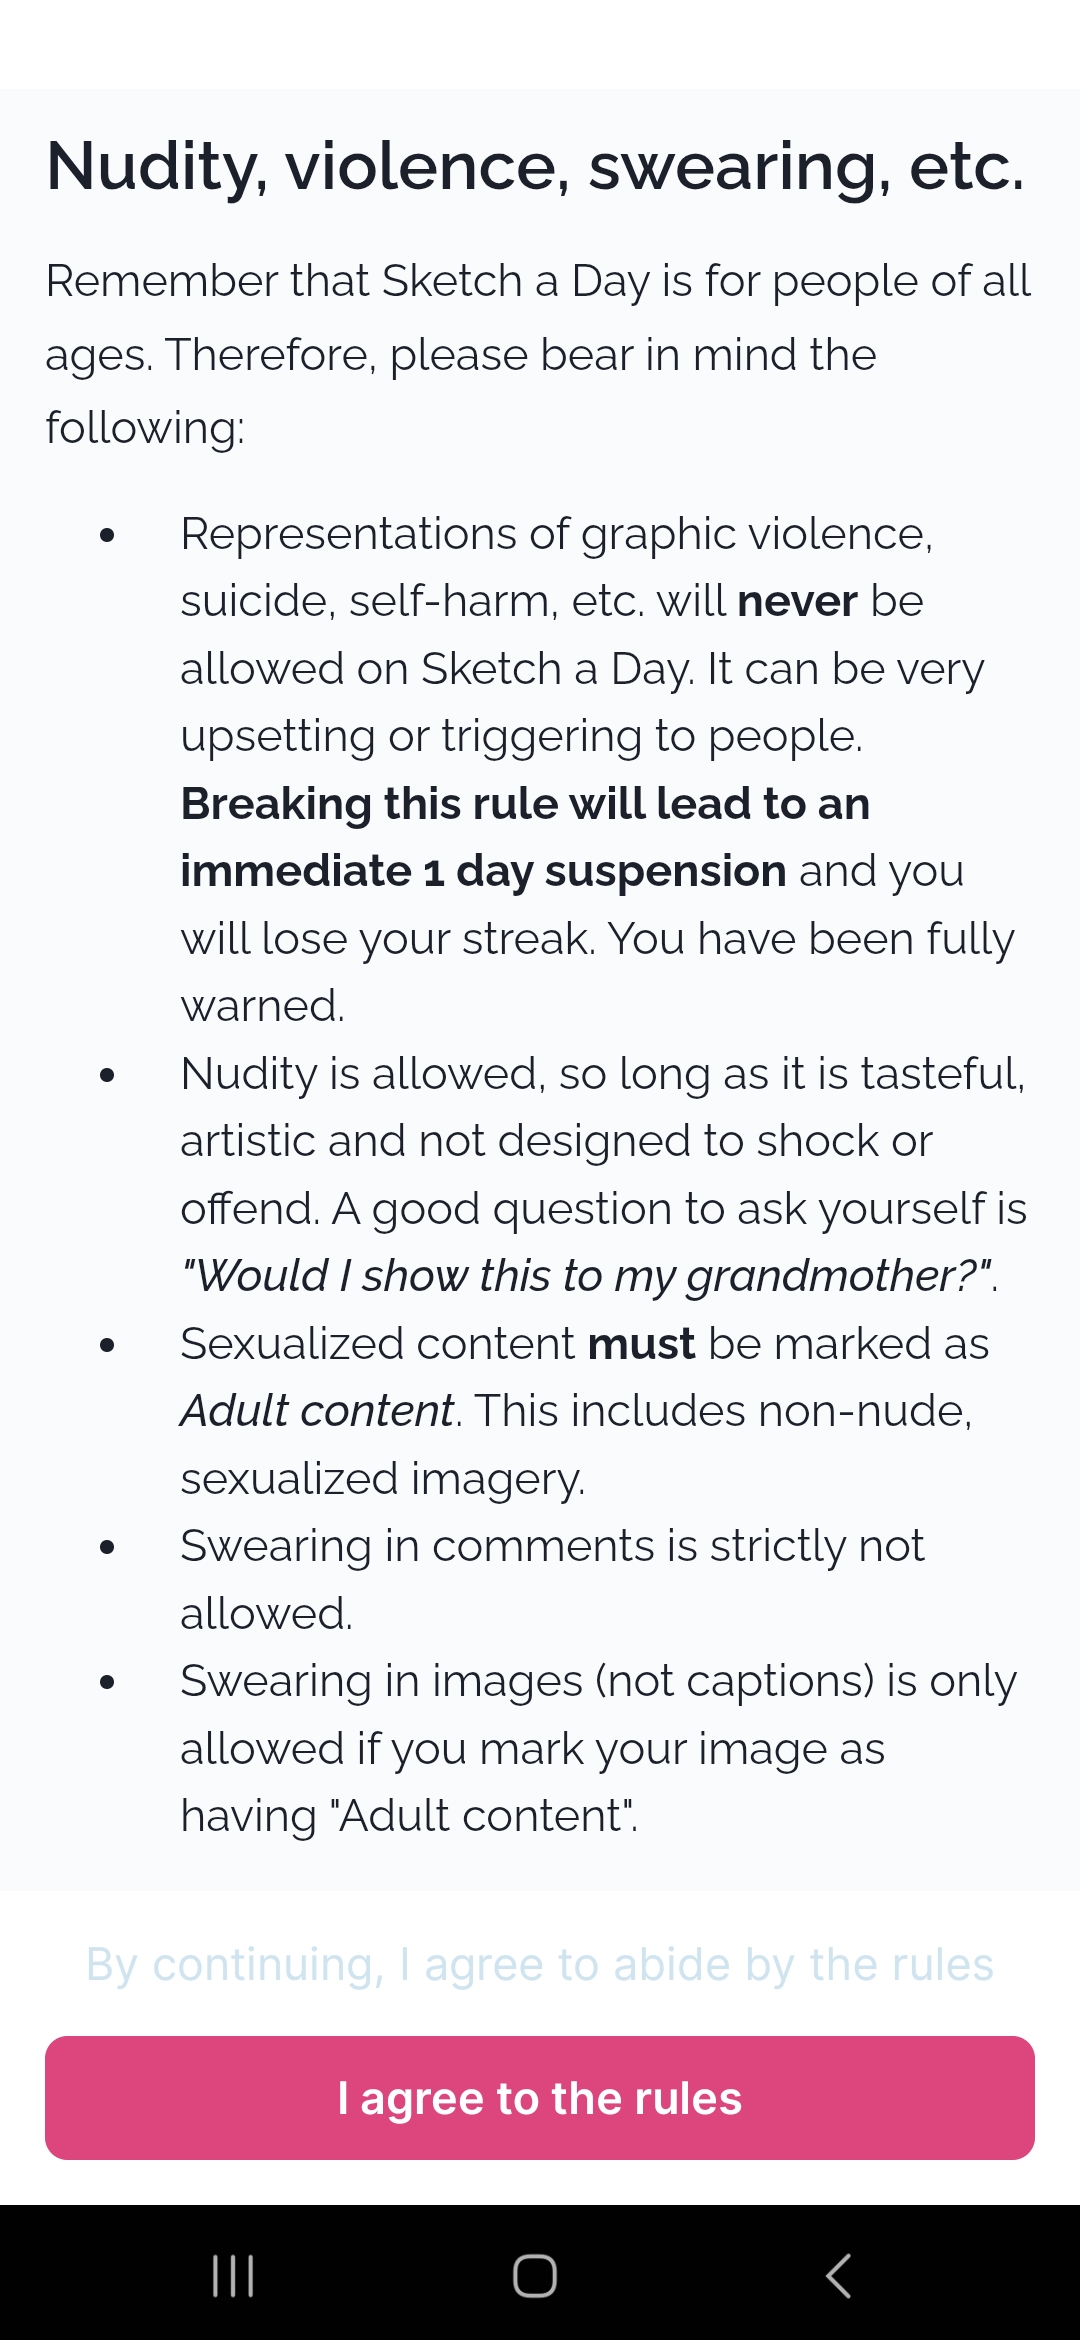 Nudity, violence, swearing, etc.
Remember that Sketch a Day is for people of all
ages. Therefore, please bear in mind the
following:
• Representations of graphic violence,
suicide, self-harm, etc. will never be
allowed on Sketch a Day. It can be very
upsetting or triggering to people.
Breaking this rule will lead to an
immediate 1 day suspension and you
will lose your streak. You have been fully
warned.
• Nudity is allowed, so long as it is tasteful,
artistic and not designed to shock or
offend. A good question to ask yourself is
"Would I show this to my grandmother?".
• Sexualized content must be marked as
Adult content. This includes non-nude,
sexualized imagery.
• Swearing in comments is strictly not
allowed.
• Swearing in images (not captions) is only
allowed if you mark your image as
having "Adult content".
By continuing, I agree to abide by the rules
I agree to the rules